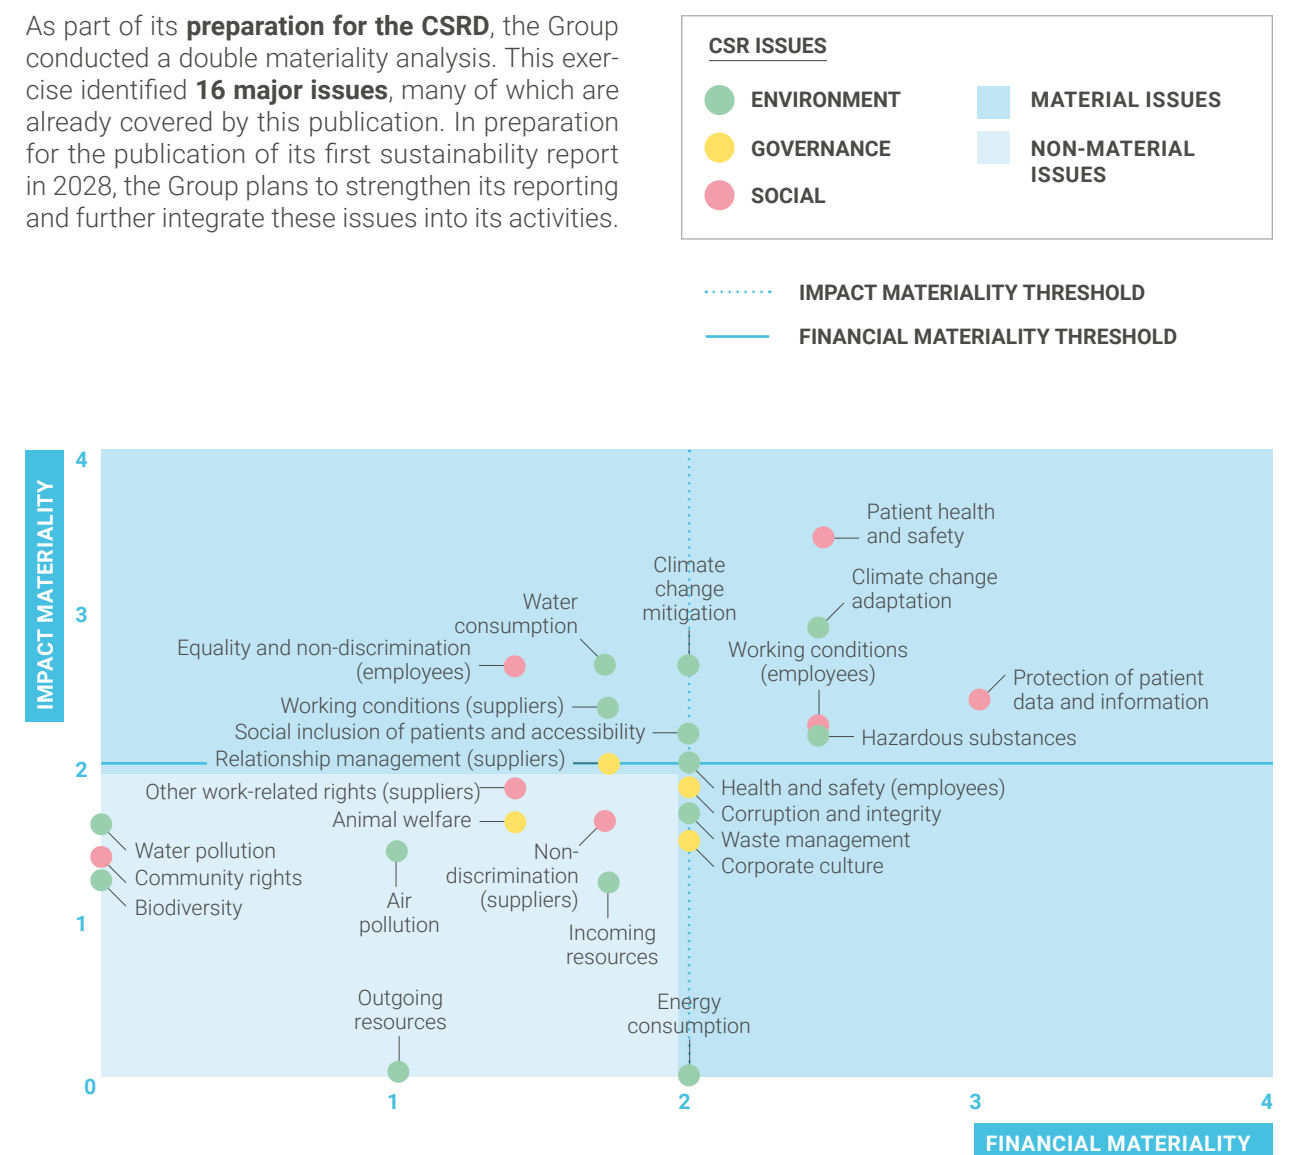 As part of its preparation for the CSRD, the Group
conducted a double materiality analysis. This exer-
cise identified 16 major issues, many of which are
already covered by this publication. In preparation
for the publication of its first sustainability report
in 2028, the Group plans to strengthen its reporting
and further integrate these issues into its activities.
CSR ISSUES
ENVIRONMENT
GOVERNANCE
SOCIAL
MATERIAL ISSUES
NON-MATERIAL
ISSUES
IMPACT MATERIALITY THRESHOLD
FINANCIAL MATERIALITY THRESHOLD
IMPACT MATERIALITY
4
3
2
1
0
Patient health
and safety
Climate change
adaptation
Climate
change
mitigation
Water
consumption
Equality and non-discrimination
(employees)
Working conditions
(employees)
Protection of patient
data and information
Working conditions (suppliers)
Social inclusion of patients and accessibility
Hazardous substances
Relationship management (suppliers)
Other work-related rights (suppliers)
Animal welfare
Health and safety (employees)
Corruption and integrity
Waste management
Corporate culture
Water pollution
Community rights
Biodiversity
Air
pollution
Non-
discrimination
(suppliers)
Incoming
resources
Outgoing
resources
Energy
consumption
1
2
3
4
FINANCIAL MATERIALITY